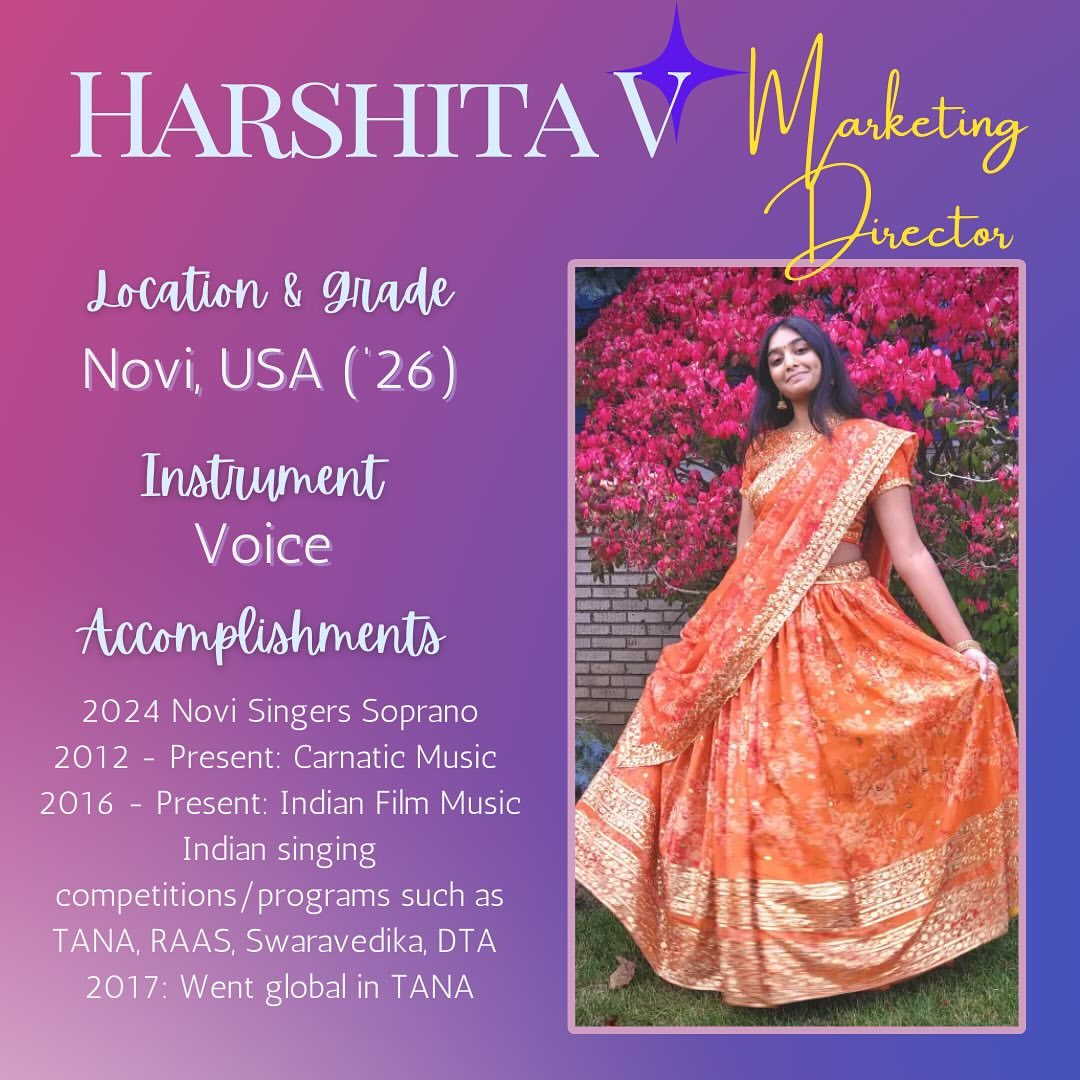 HARSHITA V
Marketing
Director
Location & Grade
Novi, USA ('26)
Instrument
Voice
Accomplishments
2024 Novi Singers Soprano
2012 - Present: Carnatic Music
2016 - Present: Indian Film Music
Indian singing
competitions/programs such as
TANA, RAAS, Swaravedika, DTA
2017: Went global in TANA